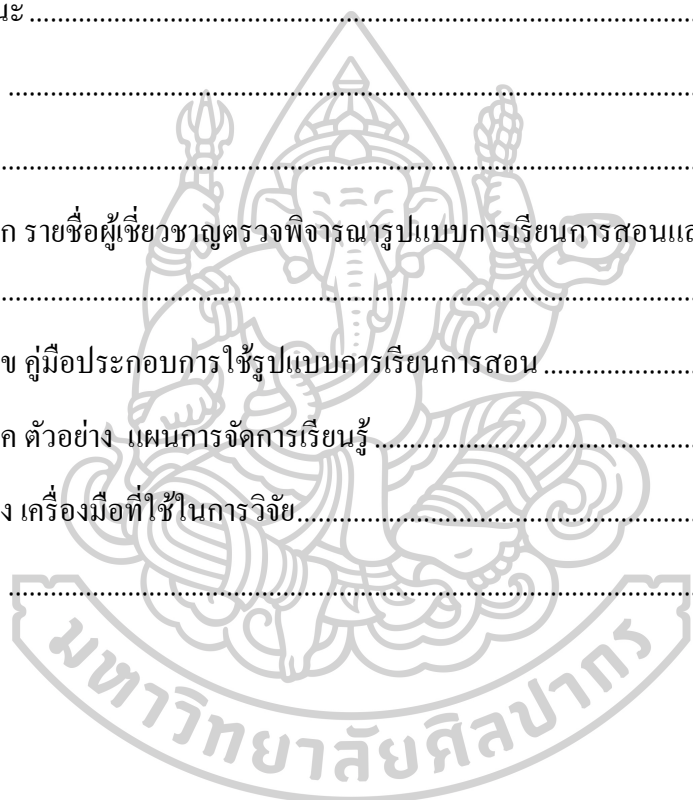 นะ ....................................................................................................
....................................................................................................
....................................................................................................
ก รายชื่อผู้เชี่ยวชาญตรวจพิจารณารูปแบบการเรียนการสอนและ
....................................................................................................
ข คู่มือประกอบการใช้รูปแบบการเรียนการสอน ......................
ค ตัวอย่าง แผนการจัดการเรียนรู้ ..............................................
ง เครื่องมือที่ใช้ในการวิจัย..........................................................
....................................................................................................
มหาวิทยาลัยศิลปากร